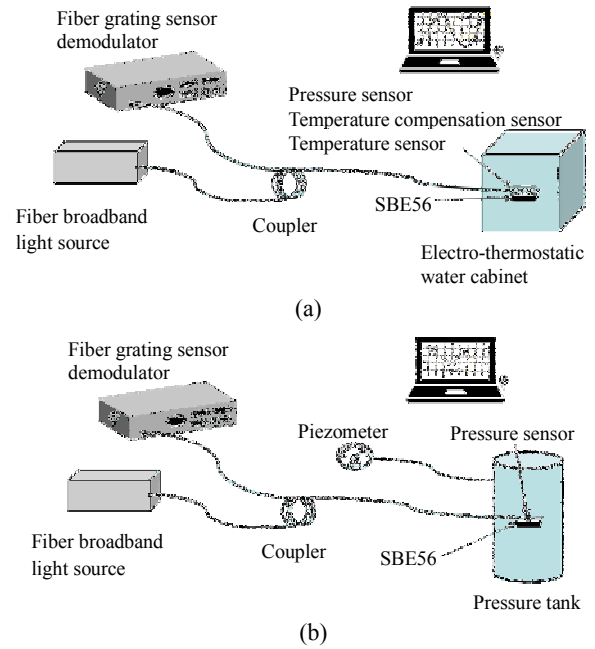 Fiber grating sensor
demodulator
Pressure sensor
Temperature compensation sensor
Temperature sensor
SBE56
Fiber broadband
light source
Coupler
Electro-thermostatic
water cabinet
(a)
Fiber grating sensor
demodulator
Piezometer
Pressure sensor
Fiber broadband
light source
Coupler
SBE56
Pressure tank
(b)